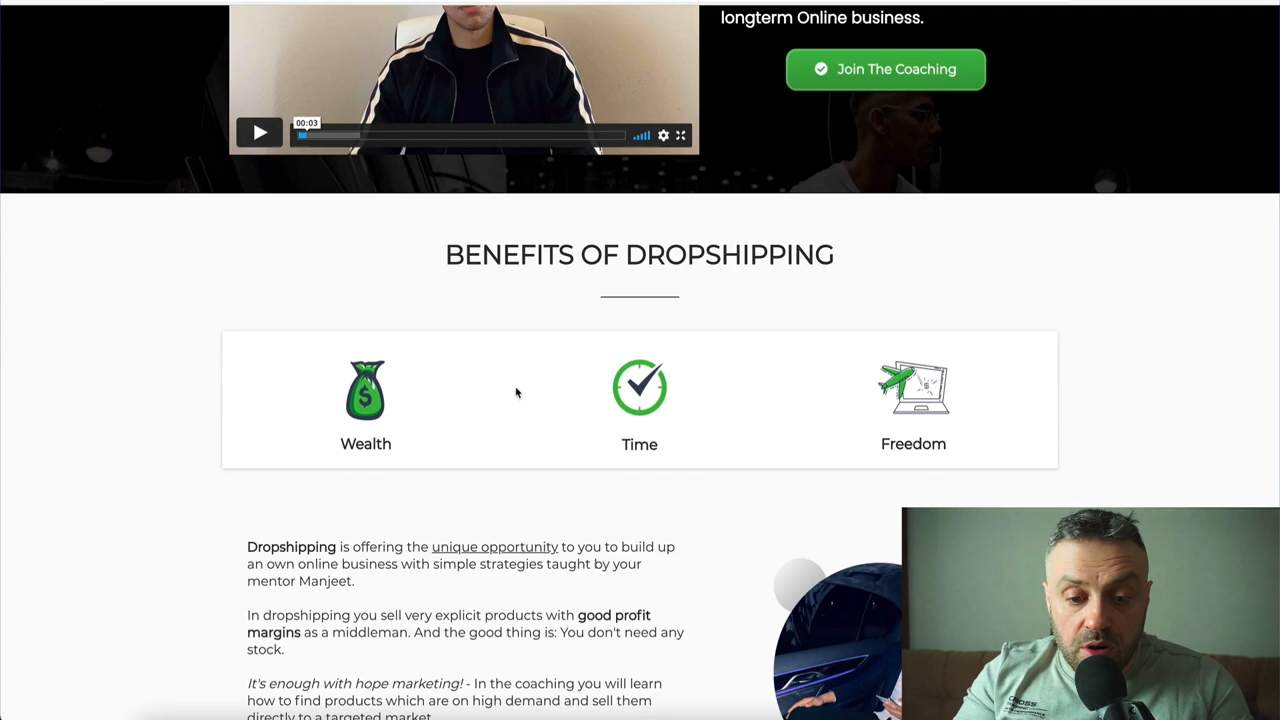 longterm Online business.
Join The Coaching
00:03
BENEFITS OF DROPSHIPPING
Wealth
Time
Freedom
Dropshipping is offering the unique opportunity to you to build up
an own online business with simple strategies taught by your
mentor Manjeet.
In dropshipping you sell very explicit products with good profit
margins as a middleman. And the good thing is: You don't need any
stock.
It's enough with hope marketing! - In the coaching you will learn
how to find products which are on high demand and sell them
directly to a targeted market.
CROSS